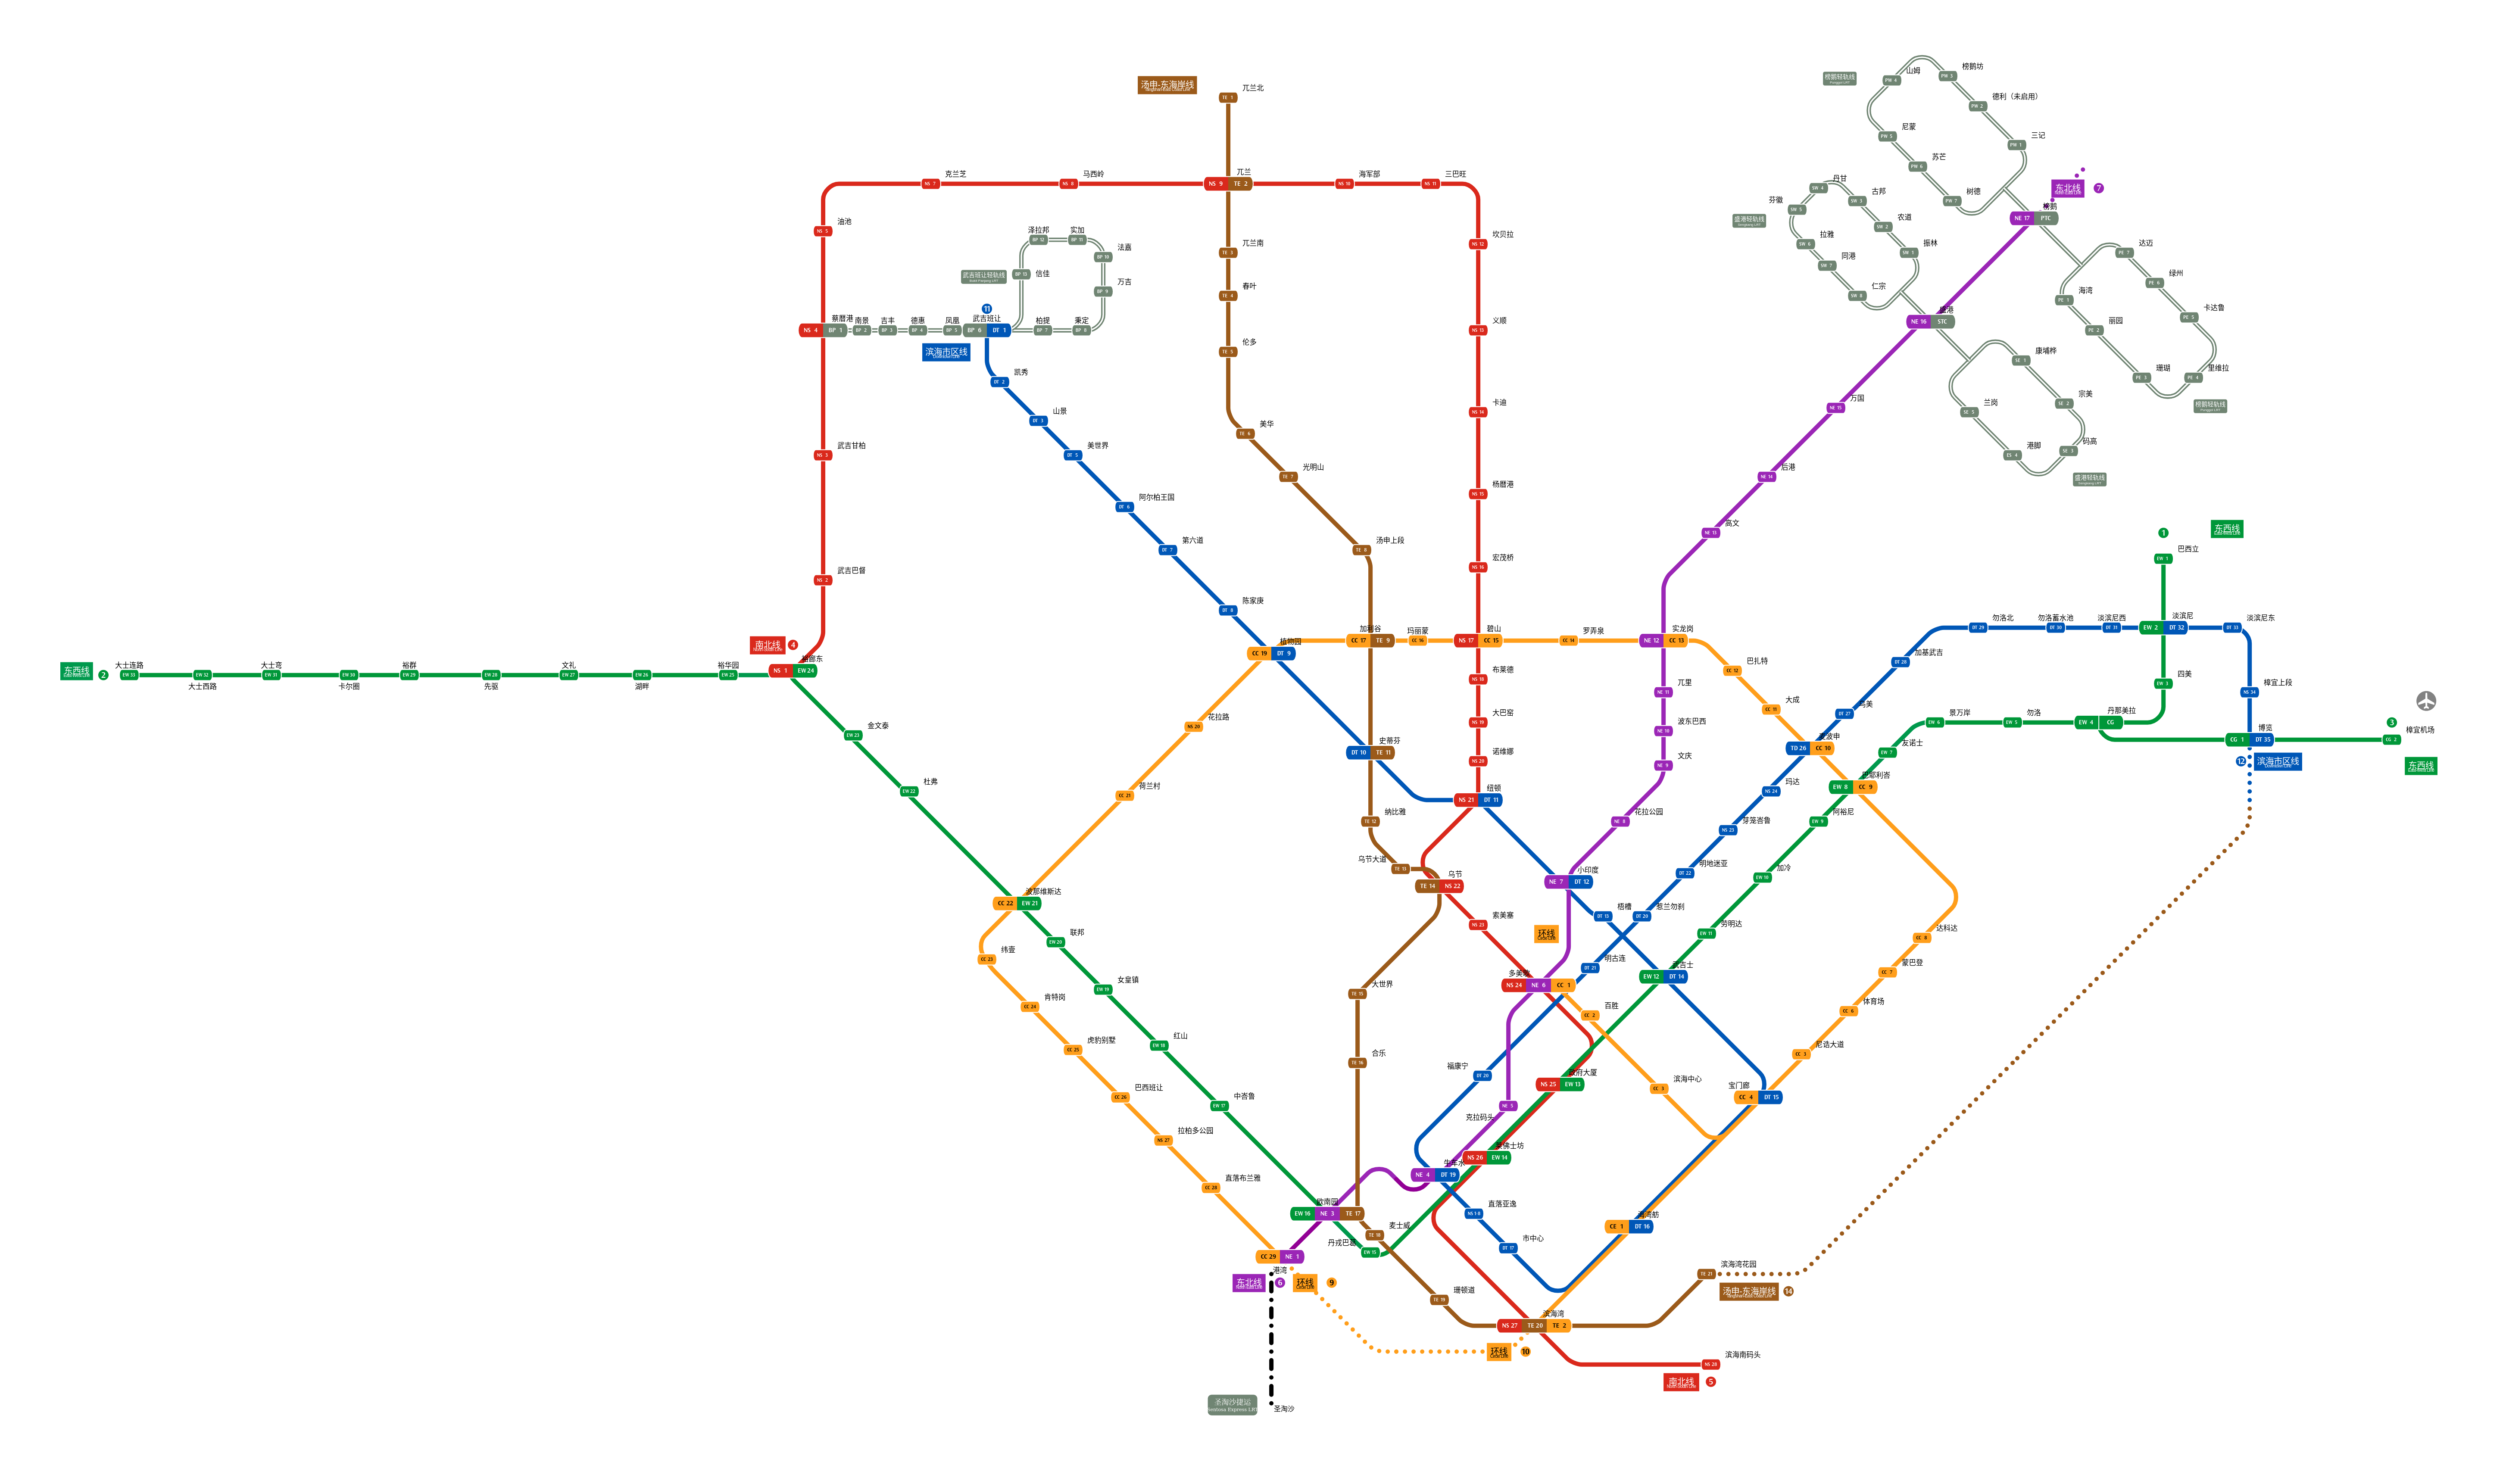 汤申-东海岸线
TE 1
兀兰北
NS 7
克兰芝
NS 8
马西岭
NS 9
TE 2
兀兰
NS 10
海军部
NS 11
三巴旺
NS 5
油池
NS 12
坎贝拉
TE 3
兀兰南
TE 4
春叶
TE 5
伦多
NS 13
义顺
NS 4
BP 1
蔡厝港
BP 2
南景
BP 3
吉丰
BP 4
德惠
BP 5
凤凰
BP 6
DT 1
武吉班让
11
BP 7
柏提
BP 8
秉定
BP 9
万吉
BP 10
法嘉
BP 11
实加
BP 12
泽拉邦
BP 13
信佳
武吉班让轻轨线
Bukit Panjang LRT
滨海市区线
DT 2
凯秀
DT 3
山景
DT 5
美世界
DT 6
阿尔柏王国
DT 7
第六道
DT 8
陈家庚
CC 19
DT 9
植物园
TE 6
美华
TE 7
光明山
TE 8
汤申上段
CC 17
TE 9
加利谷
CC 16
玛丽蒙
NS 17
CC 15
碧山
CC 14
罗弄泉
NE 12
CC 13
实龙岗
NS 14
卡迪
NS 15
杨厝港
NS 16
宏茂桥
NS 18
布莱德
NS 19
大巴窑
NS 20
诺维娜
NS 21
DT 11
纽顿
NS 3
武吉甘柏
NS 2
武吉巴督
南北线
4
NS 1
EW 24
裕廊东
东西线
2
EW 33
大士连路
EW 32
大士西路
EW 31
大士弯
EW 30
卡尔圈
EW 29
裕群
EW 28
先驱
EW 27
文礼
EW 26
湖畔
EW 25
裕华园
EW 23
金文泰
EW 22
杜弗
CC 22
EW 21
波那维斯达
EW 20
联邦
EW 19
女皇镇
EW 18
红山
EW 17
中峇鲁
NS 20
花拉路
CC 21
荷兰村
CC 23
纬壹
CC 24
肯特岗
CC 25
虎豹别墅
CC 26
巴西班让
NS 27
拉柏多公园
CC 28
直落布兰雅
CC 29
NE 1
港湾
EW 16
NE 3
TE 17
欧南园
DT 10
TE 11
史蒂芬
TE 12
纳比雅
TE 13
乌节大道
TE 14
NS 22
乌节
TE 15
大世界
TE 16
合乐
TE 18
麦士威
EW 15
丹戎巴葛
TE 19
珊顿道
NS 27
TE 20
TE 2
滨海湾
TE 21
滨海湾花园
汤申-东海岸线
14
NS 28
滨海南码头
南北线
5
环线
10
环线
9
东北线
6
圣淘沙捷运
Sentosa Express LRT
圣淘沙
NS 23
索美塞
NS 24
NE 6
CC 1
多美歌
环线
CC 2
百胜
CC 3
滨海中心
NS 25
EW 13
政府大厦
NS 26
EW 14
莱佛士坊
NE 5
克拉码头
NE 4
DT 19
牛车水
NS 18
直落亚逸
DT 17
市中心
CE 1
DT 16
海湾舫
CC 4
DT 15
宝门廊
CC 3
尼诰大道
CC 6
体育场
CC 7
蒙巴登
CC 8
达科达
DT 20
福康宁
DT 21
明古连
DT 20
惹兰勿刹
DT 13
梧槽
EW 12
DT 14
武吉士
EW 11
劳明达
EW 10
加冷
EW 9
阿裕尼
EW 8
CC 9
巴耶利峇
EW 7
友诺士
EW 6
景万岸
EW 5
勿洛
EW 4
CG
丹那美拉
EW 3
四美
EW 2
DT 32
淡滨尼
EW 1
巴西立
1
东西线
CG 1
DT 35
博览
CG 2
樟宜机场
3
东西线
12
滨海市区线
NS 34
樟宜上段
DT 33
淡滨尼东
DT 31
淡滨尼西
DT 30
勿洛蓄水池
DT 29
勿洛北
DT 28
加基武吉
DT 27
乌美
TD 26
CC 10
麦波申
NS 24
玛达
NS 23
芽笼峇鲁
DT 22
明地迷亚
CC 11
大成
CC 12
巴扎特
NE 7
DT 12
小印度
NE 8
花拉公园
NE 9
文庆
NE 10
波东巴西
NE 11
兀里
NE 13
高文
NE 14
后港
NE 15
万国
NE 16
STC
盛港
NE 17
PTC
榜鹅
东北线
7
榜鹅轻轨线
Punggol LRT
PW 1
三记
PW 2
德利（未启用）
PW 3
榜鹅坊
PW 4
山姆
PW 5
尼蒙
PW 6
苏芒
PW 7
树德
盛港轻轨线
Sengkang LRT
SW 1
振林
SW 2
农道
SW 3
古邦
SW 4
丹甘
SW 5
芬徽
SW 6
拉雅
SW 7
同港
SW 8
仁宗
PE 1
海湾
PE 2
丽园
PE 3
珊瑚
PE 4
里维拉
PE 5
卡达鲁
PE 6
绿州
PE 7
达迈
榜鹅轻轨线
Punggol LRT
SE 1
康埔桦
SE 2
宗美
SE 3
码高
ES 4
港脚
SE 5
兰岗
盛港轻轨线
Sengkang LRT